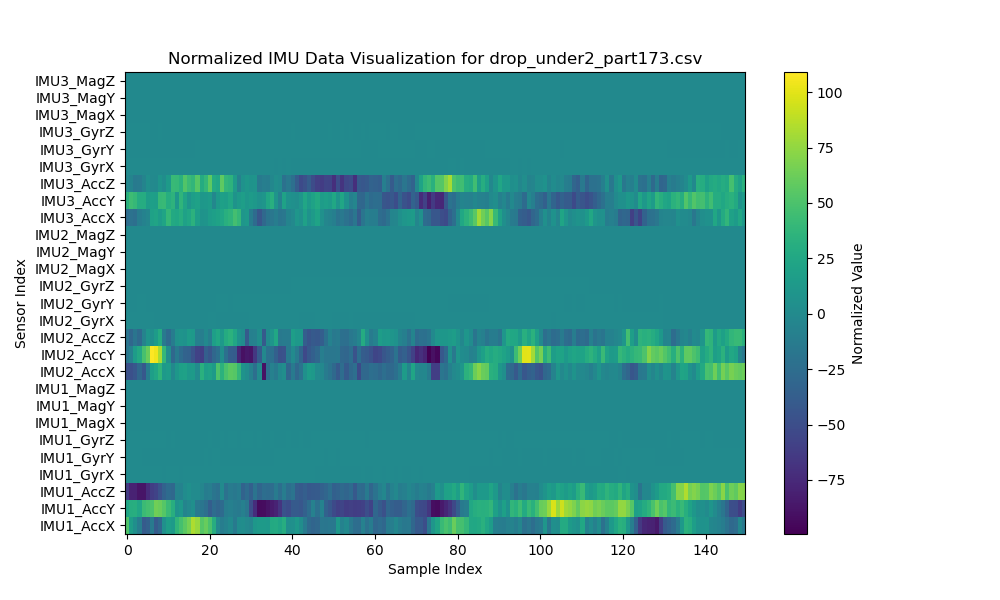 Normalized IMU Data Visualization for drop_under2_part173.csv
IMU3_MagZ
IMU3_MagY
IMU3_MagX
IMU3_GyrZ
IMU3_GyrY
IMU3_GyrX
IMU3_AccZ
IMU3_AccY
IMU3_AccX
IMU2_MagZ
IMU2_MagY
IMU2_MagX
IMU2_GyrZ
IMU2_GyrY
IMU2_GyrX
IMU2_AccZ
IMU2_AccY
IMU2_AccX
IMU1_MagZ
IMU1_MagY
IMU1_MagX
IMU1_GyrZ
IMU1_GyrY
IMU1_GyrX
IMU1_AccZ
IMU1_AccY
IMU1_AccX
Sensor Index
0 20 40 60 80 100 120 140
Sample Index
100
75
50
25
0
−25
−50
−75
Normalized Value